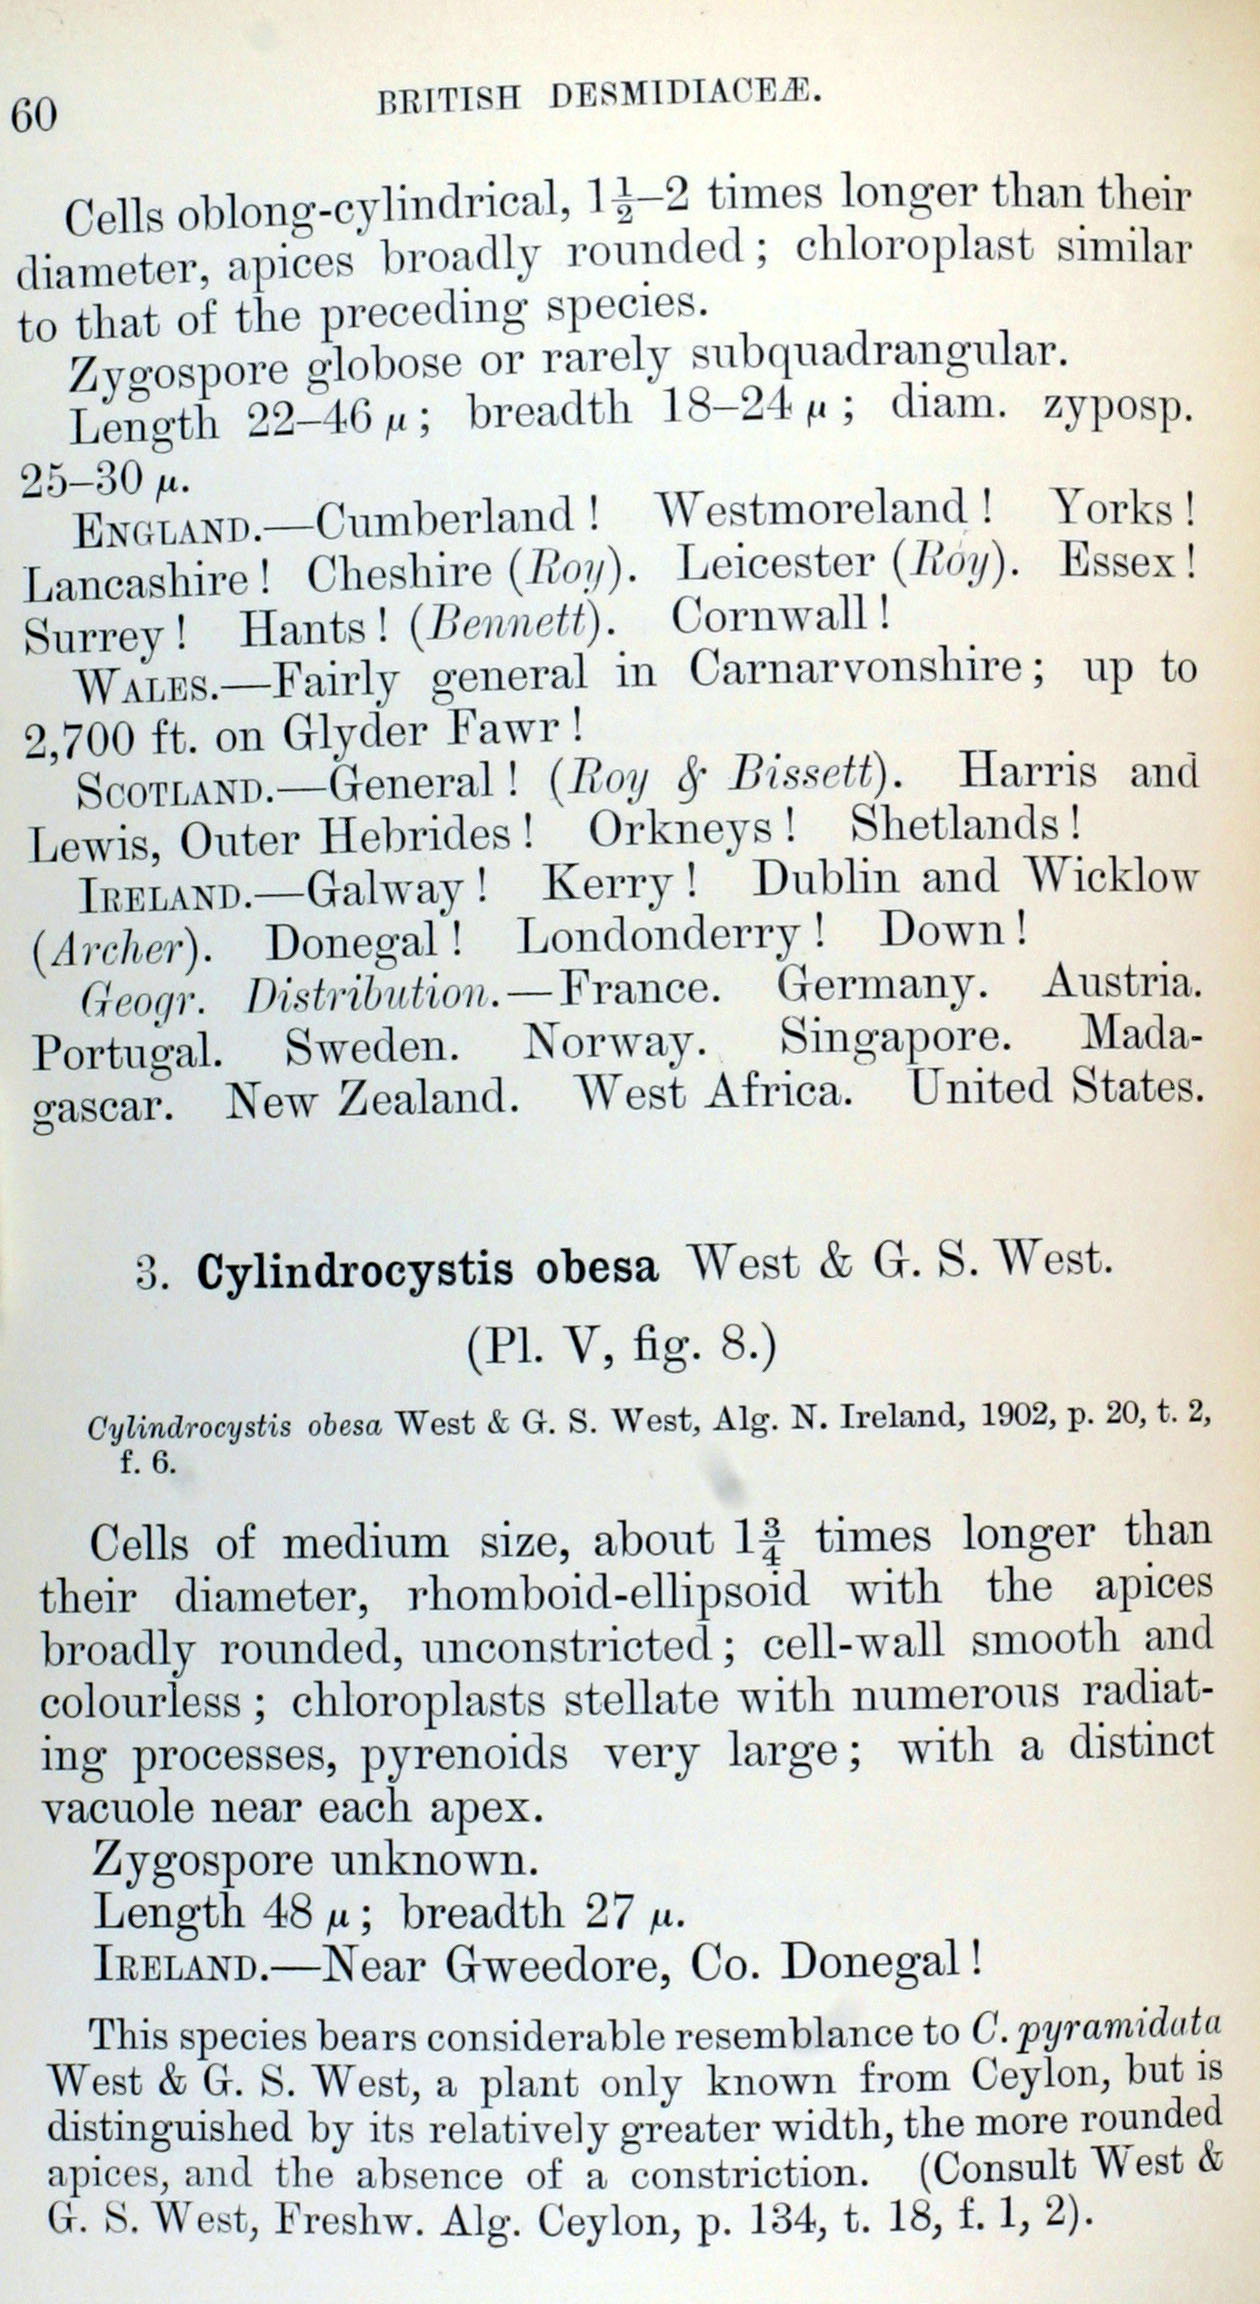 60
BRITISH DESMIDIACEÆ.
Cells oblong-cylindrical, 1½–2 times longer than their
diameter, apices broadly rounded; chloroplast similar
to that of the preceding species.
Zygospore globose or rarely subquadrangular.
Length 22–46 μ; breadth 18–24 μ; diam. zyposp.
25–30 μ.
ENGLAND.—Cumberland! Westmoreland! Yorks!
Lancashire! Cheshire (Roy). Leicester (Roy). Essex!
Surrey! Hants! (Bennett). Cornwall!
WALES.—Fairly general in Carnarvonshire; up to
2,700 ft. on Glyder Fawr!
SCOTLAND.—General! (Roy & Bissett). Harris and
Lewis, Outer Hebrides! Orkneys! Shetlands!
IRELAND.—Galway! Kerry! Dublin and Wicklow
(Archer). Donegal! Londonderry! Down!
Geogr. Distribution.—France. Germany. Austria.
Portugal. Sweden. Norway. Singapore. Mada-
gascar. New Zealand. West Africa. United States.
3. Cylindrocystis obesa West & G. S. West.
(Pl. V, fig. 8.)
Cylindrocystis obesa West & G. S. West, Alg. N. Ireland, 1902, p. 20, t. 2,
f. 6.
Cells of medium size, about 1¾ times longer than
their diameter, rhomboid-ellipsoid with the apices
broadly rounded, unconstricted; cell-wall smooth and
colourless; chloroplasts stellate with numerous radiat-
ing processes, pyrenoids very large; with a distinct
vacuole near each apex.
Zygospore unknown.
Length 48 μ; breadth 27 μ.
IRELAND.—Near Gweedore, Co. Donegal!
This species bears considerable resemblance to C. pyramidata
West & G. S. West, a plant only known from Ceylon, but is
distinguished by its relatively greater width, the more rounded
apices, and the absence of a constriction. (Consult West &
G. S. West, Freshw. Alg. Ceylon, p. 134, t. 18, f. 1, 2).